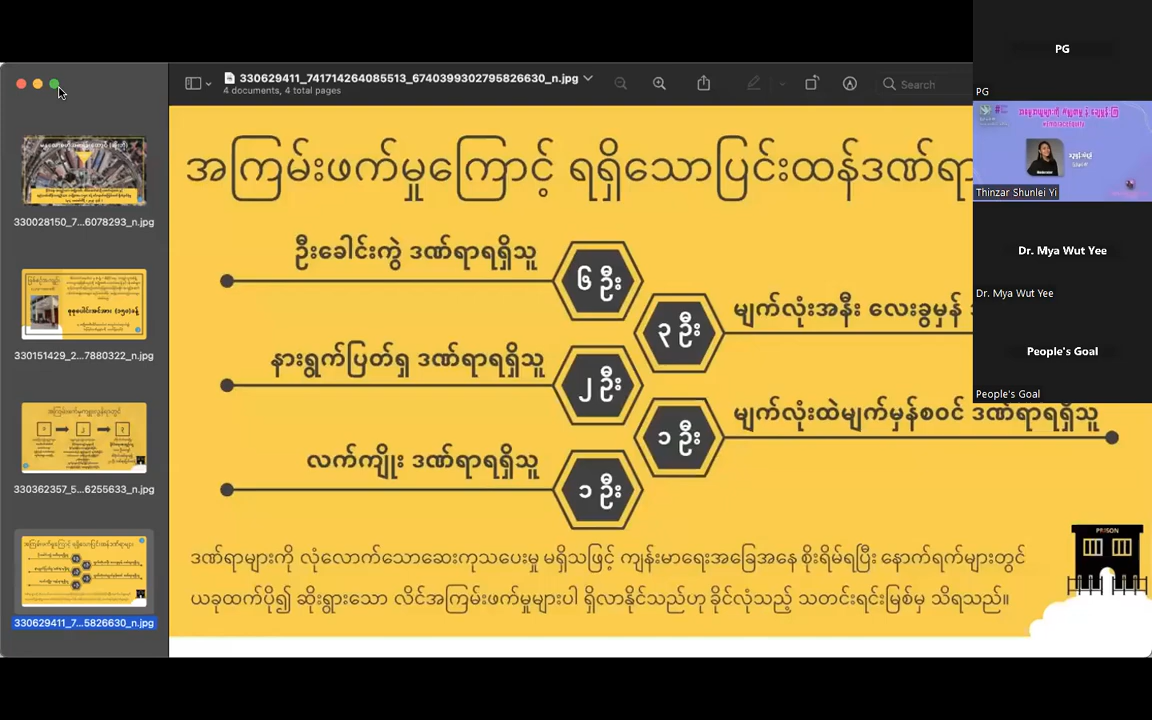 330629411_741714264085513_6740399302795826630_n.jpg
4 documents, 4 total pages
Search
330028150_7...6078293_n.jpg
330151429_2...7880322_n.jpg
330362357_5...6255633_n.jpg
330629411_7...5826630_n.jpg
အကြမ်းဖက်မှုကြောင့် ရရှိသောပြင်းထန်ဒဏ်ရာ
ဦးခေါင်းကွဲ ဒဏ်ရာရရှိသူ
၆ ဦး
၃ ဦး
မျက်လုံးအနီး လေးခွမှန်
နားရွက်ပြတ်ရှ ဒဏ်ရာရရှိသူ
၂ ဦး
၁ ဦး
မျက်လုံးထဲမျက်မှန်စဝင် ဒဏ်ရာရရှိသူ
လက်ကျိုး ဒဏ်ရာရရှိသူ
၁ ဦး
ဒဏ်ရာများကို လုံလောက်သောဆေးကုသပေးမှု မရှိသဖြင့် ကျန်းမာရေးအခြေအနေ စိုးရိမ်ရပြီး နောက်ရက်များတွင်
ယခုထက်ပို၍ ဆိုးရွားသော လိင်အကြမ်းဖက်မှုများပါ ရှိလာနိုင်သည်ဟု ခိုင်လုံသည့် သတင်းရင်းမြစ်မှ သိရသည်။
PRISON
PG
PG
Thinzar Shunlei Yi
Dr. Mya Wut Yee
Dr. Mya Wut Yee
People's Goal
People's Goal